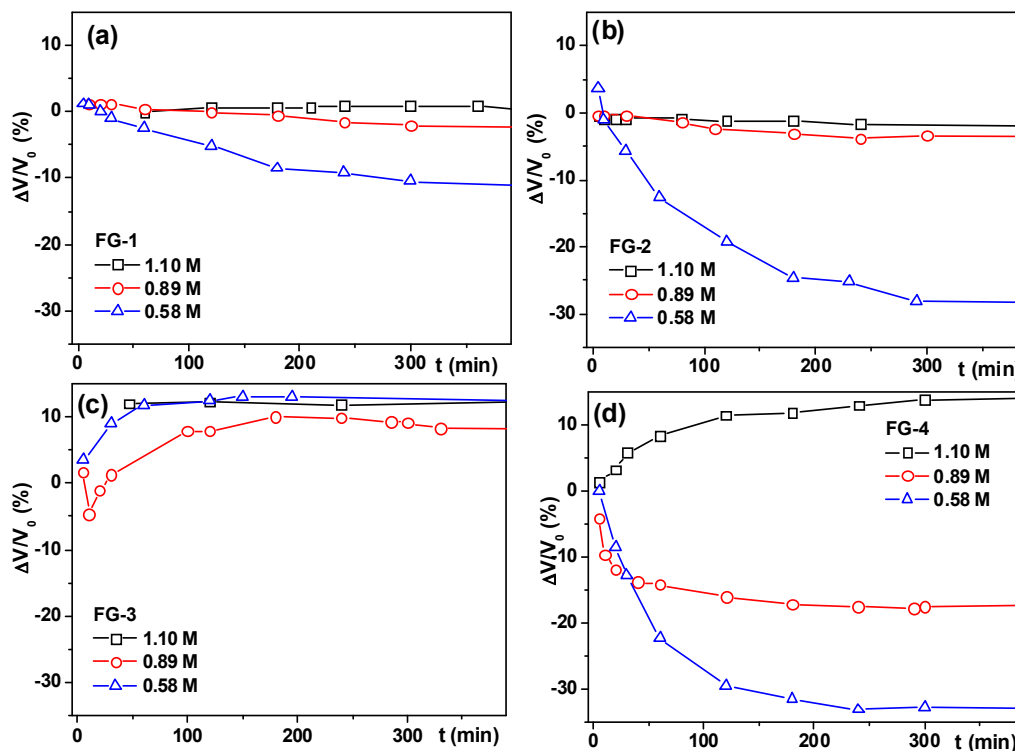 (a)
10
0
-10
-20
-30
ΔV/V₀ (%)
FG-1
1.10 M
0.89 M
0.58 M
0
100
200
300
t (min)
(b)
10
0
-10
-20
-30
ΔV/V₀ (%)
FG-2
1.10 M
0.89 M
0.58 M
0
100
200
300
t (min)
(c)
10
0
-10
-20
-30
ΔV/V₀ (%)
FG-3
1.10 M
0.89 M
0.58 M
0
100
200
300
t (min)
(d)
10
0
-10
-20
-30
ΔV/V₀ (%)
FG-4
1.10 M
0.89 M
0.58 M
0
100
200
300
t (min)